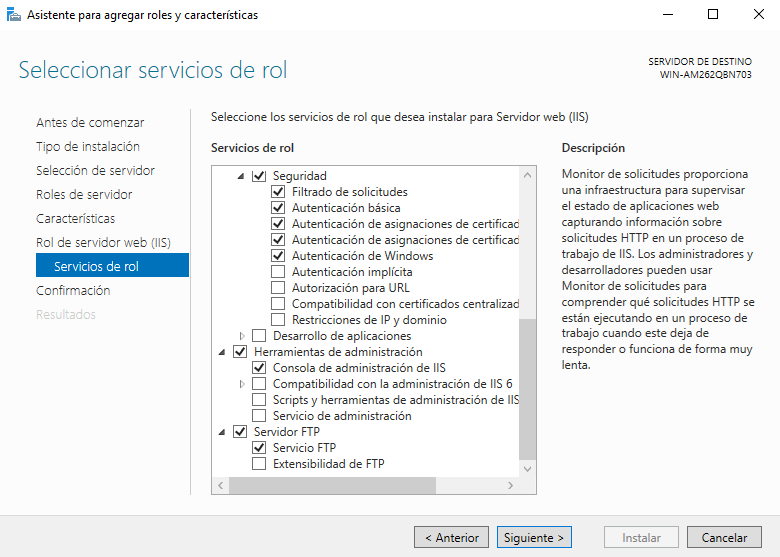 Asistente para agregar roles y características
Seleccionar servicios de rol
SERVIDOR DE DESTINO
WIN-AM262QBN703
Antes de comenzar
Tipo de instalación
Selección de servidor
Roles de servidor
Características
Rol de servidor web (IIS)
Servicios de rol
Confirmación
Resultados
Seleccione los servicios de rol que desea instalar para Servidor web (IIS)
Servicios de rol
Seguridad
Filtrado de solicitudes
Autenticación básica
Autenticación de asignaciones de certificad
Autenticación de asignaciones de certificad
Autenticación de Windows
Autenticación implícita
Autorización para URL
Compatibilidad con certificados centralizad
Restricciones de IP y dominio
Desarrollo de aplicaciones
Herramientas de administración
Consola de administración de IIS
Compatibilidad con la administración de IIS 6
Scripts y herramientas de administración de IIS
Servicio de administración
Servidor FTP
Servicio FTP
Extensibilidad de FTP
Descripción
Monitor de solicitudes proporciona
una infraestructura para supervisar
el estado de aplicaciones web
capturando información sobre
solicitudes HTTP en un proceso de
trabajo de IIS. Los administradores y
desarrolladores pueden usar
Monitor de solicitudes para
comprender qué solicitudes HTTP se
están ejecutando en un proceso de
trabajo cuando este deja de
responder o funciona de forma muy
lenta.
< Anterior
Siguiente >
Instalar
Cancelar